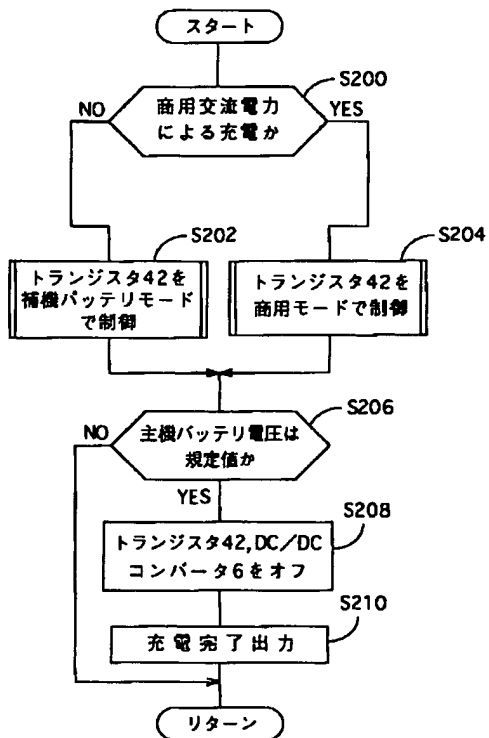 スタート
S200
商用交流電力
による充電か
NO
YES
S202
トランジスタ42を
補機バッテリモード
で制御
S204
トランジスタ42を
商用モードで制御
S206
主機バッテリ電圧は
規定値か
NO
YES
S208
トランジスタ42,DC/DC
コンバータ6をオフ
S210
充電完了出力
リターン